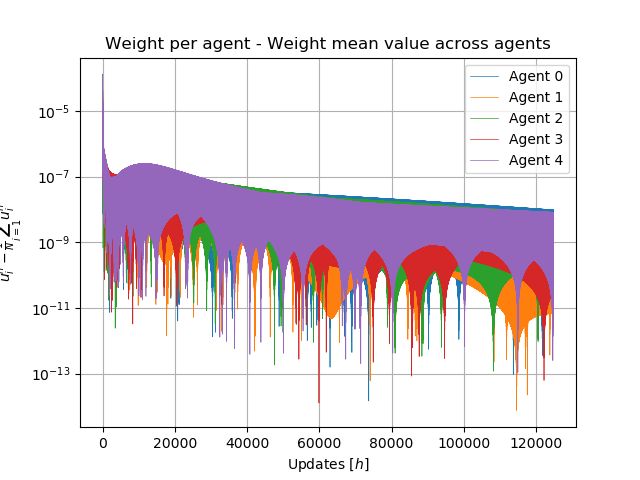 Weight per agent - Weight mean value across agents
Agent 0
Agent 1
Agent 2
Agent 3
Agent 4
10⁻⁵
10⁻⁷
10⁻⁹
10⁻¹¹
10⁻¹³
0
20000
40000
60000
80000
100000
120000
Updates [h]